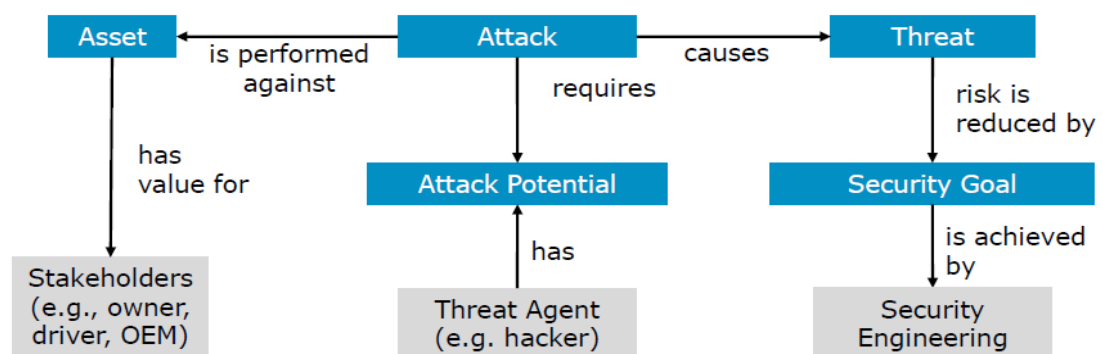 Asset
Attack
Threat
is performed
against
causes
requires
risk is
reduced by
has
value for
Attack Potential
Security Goal
has
is achieved
by
Stakeholders
(e.g., owner,
driver, OEM)
Threat Agent
(e.g. hacker)
Security
Engineering